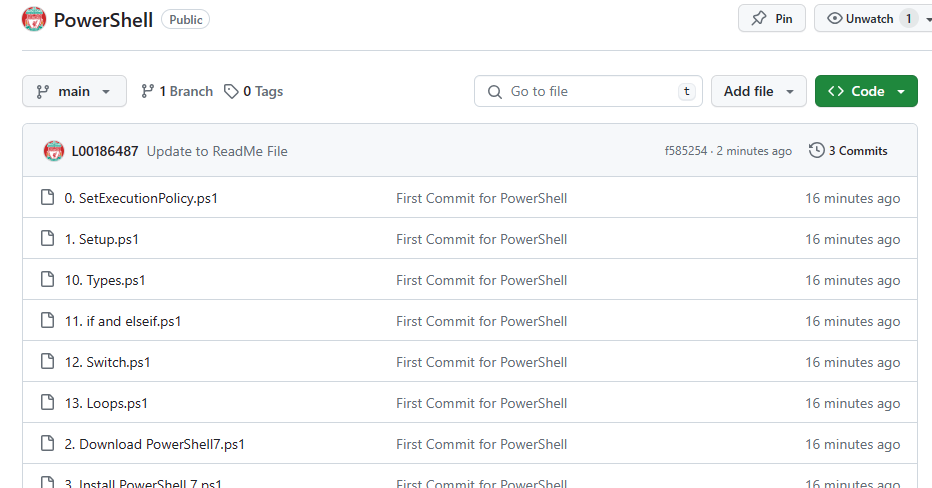 PowerShell Public Pin Unwatch 1
main 1 Branch 0 Tags Go to file t Add file Code
L00186487 Update to ReadMe File f585254 · 2 minutes ago 3 Commits
0. SetExecutionPolicy.ps1 First Commit for PowerShell 16 minutes ago
1. Setup.ps1 First Commit for PowerShell 16 minutes ago
10. Types.ps1 First Commit for PowerShell 16 minutes ago
11. if and elseif.ps1 First Commit for PowerShell 16 minutes ago
12. Switch.ps1 First Commit for PowerShell 16 minutes ago
13. Loops.ps1 First Commit for PowerShell 16 minutes ago
2. Download PowerShell7.ps1 First Commit for PowerShell 16 minutes ago
3. Install PowerShell 7.ps1 First Commit for PowerShell 16 minutes ago